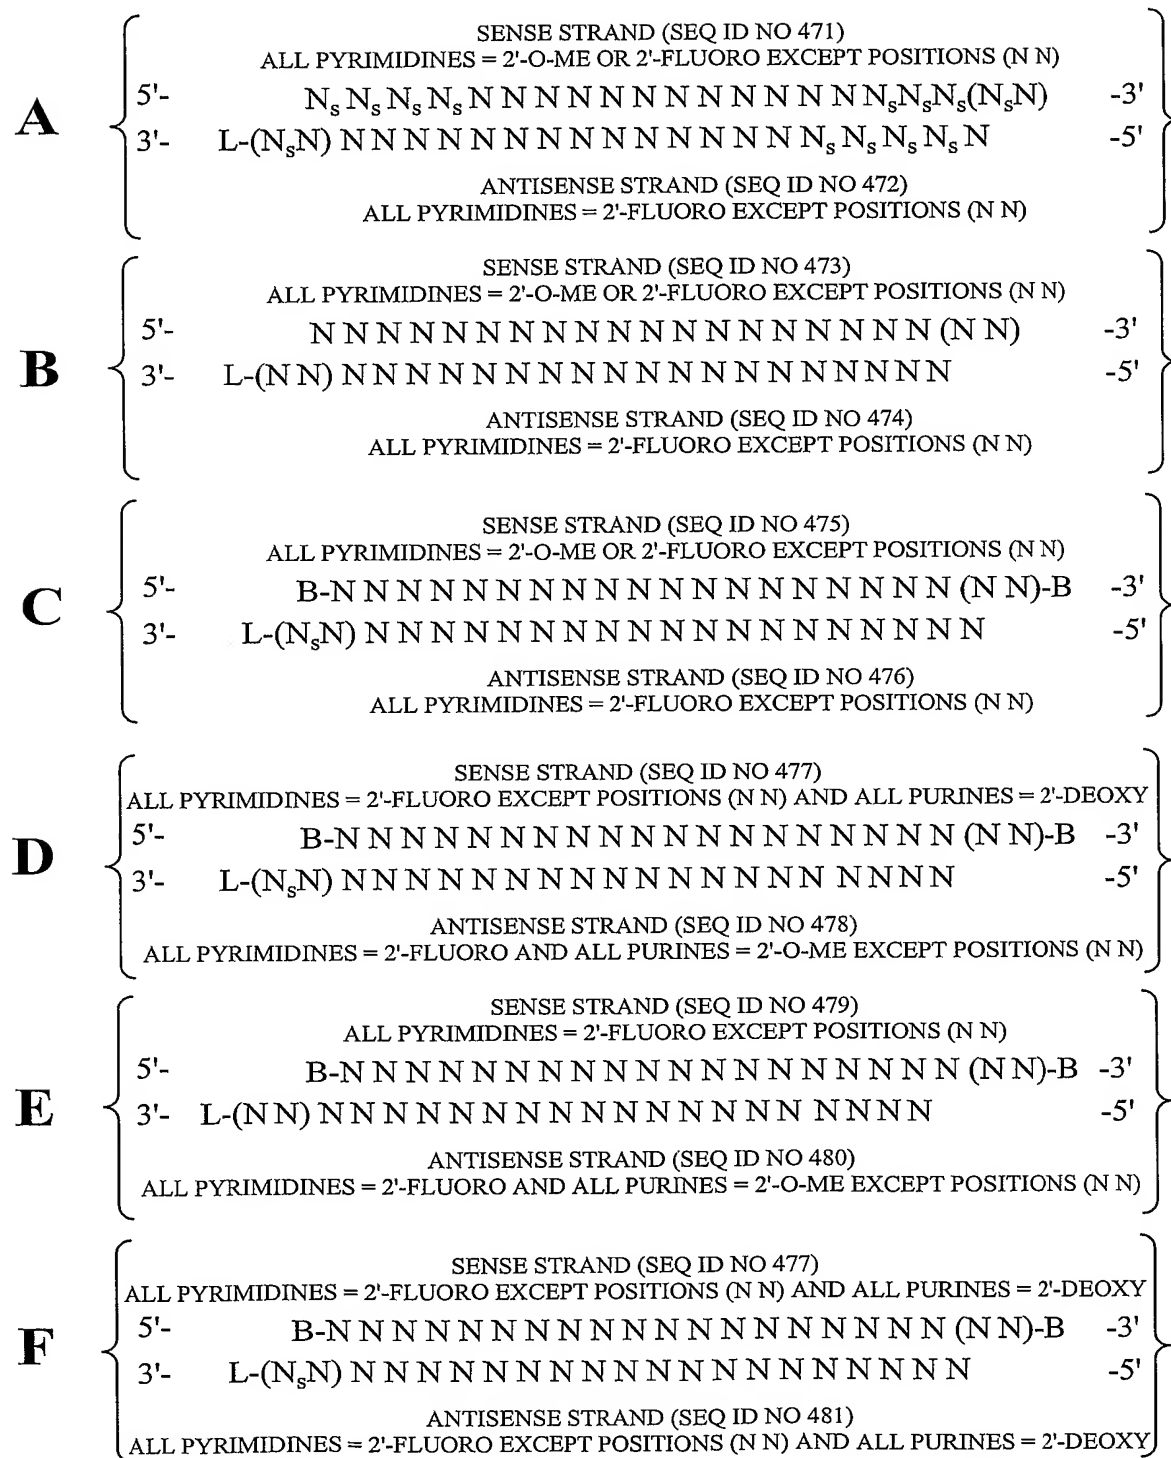 A
SENSE STRAND (SEQ ID NO 471)
ALL PYRIMIDINES = 2'-O-ME OR 2'-FLUORO EXCEPT POSITIONS (N N)
5'- NₛNₛNₛNₛN N N N N N N N N N N N NₛNₛNₛ(NₛN) -3'
3'- L-(NₛN) N N N N N N N N N N N N N N NₛNₛNₛNₛN -5'
ANTISENSE STRAND (SEQ ID NO 472)
ALL PYRIMIDINES = 2'-FLUORO EXCEPT POSITIONS (N N)
B
SENSE STRAND (SEQ ID NO 473)
ALL PYRIMIDINES = 2'-O-ME OR 2'-FLUORO EXCEPT POSITIONS (N N)
5'- N N N N N N N N N N N N N N N N N N N (N N) -3'
3'- L-(N N) N N N N N N N N N N N N N N N N N N N -5'
ANTISENSE STRAND (SEQ ID NO 474)
ALL PYRIMIDINES = 2'-FLUORO EXCEPT POSITIONS (N N)
C
SENSE STRAND (SEQ ID NO 475)
ALL PYRIMIDINES = 2'-O-ME OR 2'-FLUORO EXCEPT POSITIONS (N N)
5'- B-N N N N N N N N N N N N N N N N N N N (N N)-B -3'
3'- L-(NₛN) N N N N N N N N N N N N N N N N N N N -5'
ANTISENSE STRAND (SEQ ID NO 476)
ALL PYRIMIDINES = 2'-FLUORO EXCEPT POSITIONS (N N)
D
SENSE STRAND (SEQ ID NO 477)
ALL PYRIMIDINES = 2'-FLUORO EXCEPT POSITIONS (N N) AND ALL PURINES = 2'-DEOXY
5'- B-N N N N N N N N N N N N N N N N N N N (N N)-B -3'
3'- L-(NₛN) N N N N N N N N N N N N N N N N N N N -5'
ANTISENSE STRAND (SEQ ID NO 478)
ALL PYRIMIDINES = 2'-FLUORO AND ALL PURINES = 2'-O-ME EXCEPT POSITIONS (N N)
E
SENSE STRAND (SEQ ID NO 479)
ALL PYRIMIDINES = 2'-FLUORO EXCEPT POSITIONS (N N)
5'- B-N N N N N N N N N N N N N N N N N N N (N N)-B -3'
3'- L-(N N) N N N N N N N N N N N N N N N N N N N -5'
ANTISENSE STRAND (SEQ ID NO 480)
ALL PYRIMIDINES = 2'-FLUORO AND ALL PURINES = 2'-O-ME EXCEPT POSITIONS (N N)
F
SENSE STRAND (SEQ ID NO 477)
ALL PYRIMIDINES = 2'-FLUORO EXCEPT POSITIONS (N N) AND ALL PURINES = 2'-DEOXY
5'- B-N N N N N N N N N N N N N N N N N N N (N N)-B -3'
3'- L-(NₛN) N N N N N N N N N N N N N N N N N N N -5'
ANTISENSE STRAND (SEQ ID NO 481)
ALL PYRIMIDINES = 2'-FLUORO EXCEPT POSITIONS (N N) AND ALL PURINES = 2'-DEOXY